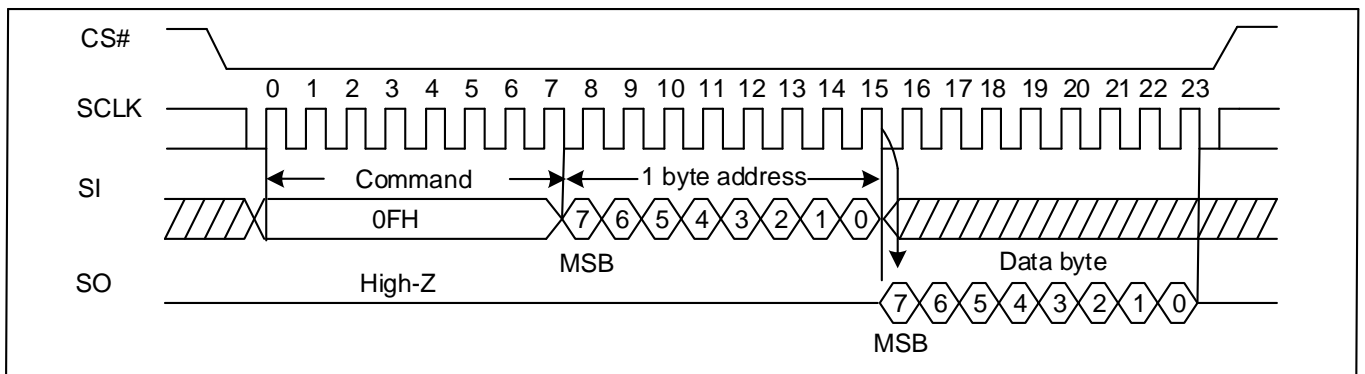 CS#
0 1 2 3 4 5 6 7 8 9 10 11 12 13 14 15 16 17 18 19 20 21 22 23
SCLK
Command 1 byte address
SI
0FH 7 6 5 4 3 2 1 0
MSB Data byte
SO High-Z
7 6 5 4 3 2 1 0
MSB